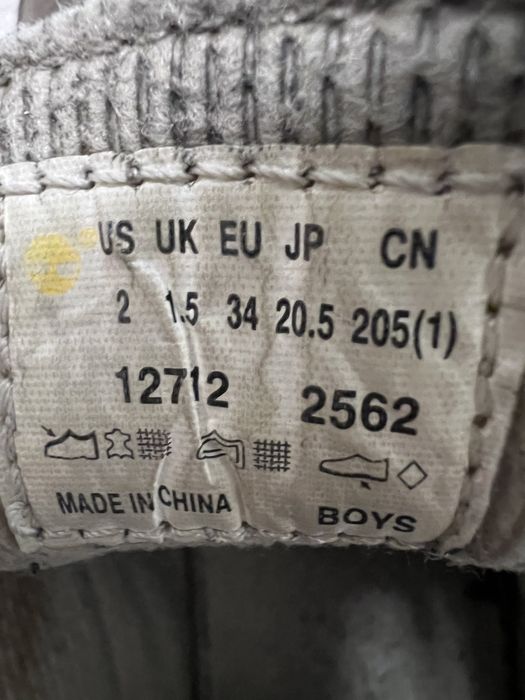 US UK EU JP CN
2 1.5 34 20.5 205(1)
12712 2562
MADE IN CHINA BOYS